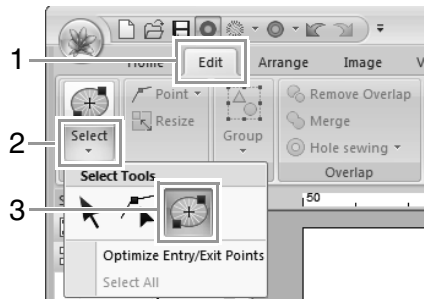 1
Home Edit Arrange Image
Point
Remove Overlap
2
Select
Resize
Group
Merge
Hole sewing
Overlap
Select Tools
3
50
Optimize Entry/Exit Points
Select All